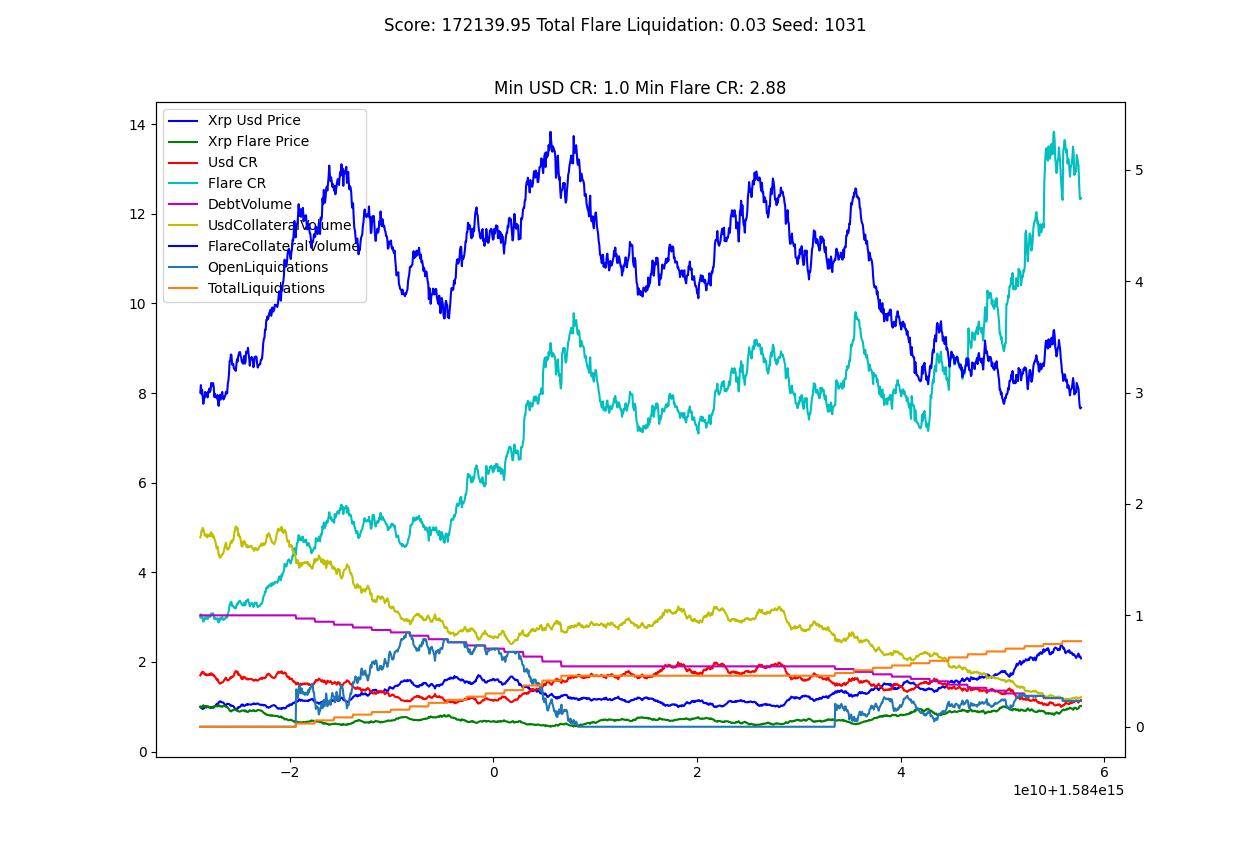 Score: 172139.95 Total Flare Liquidation: 0.03 Seed: 1031
Min USD CR: 1.0 Min Flare CR: 2.88
Xrp Usd Price
Xrp Flare Price
Usd CR
Flare CR
DebtVolume
UsdCollateralVolume
FlareCollateralVolume
OpenLiquidations
TotalLiquidations
14
12
10
8
6
4
2
0
5
4
3
2
1
0
−2
0
2
4
6
1e10+1.584e15